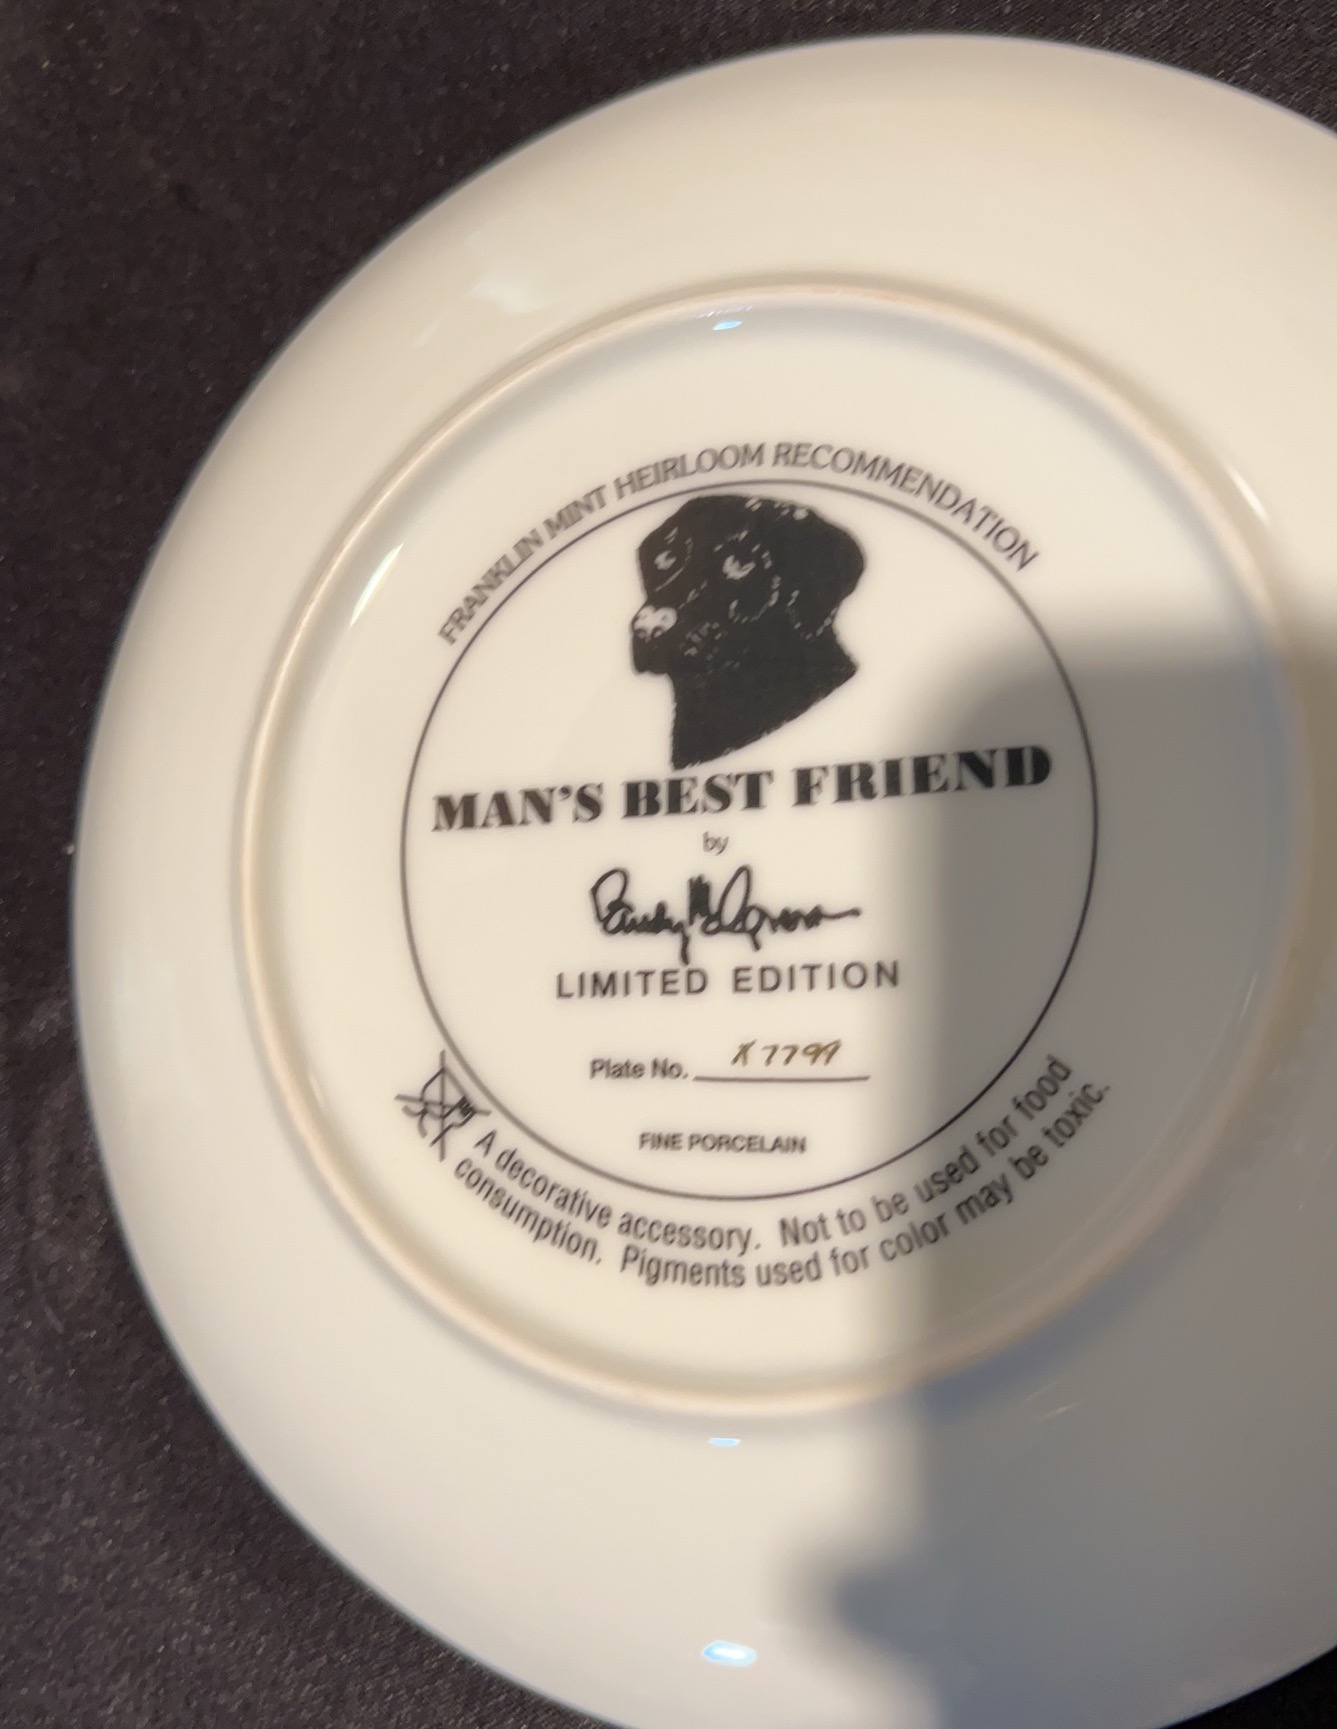 FRANKLIN MINT HEIRLOOM RECOMMENDATION
MAN'S BEST FRIEND
by
LIMITED EDITION
Plate No. X7799
FINE PORCELAIN
A decorative accessory. Not to be used for food
consumption. Pigments used for color may be toxic.